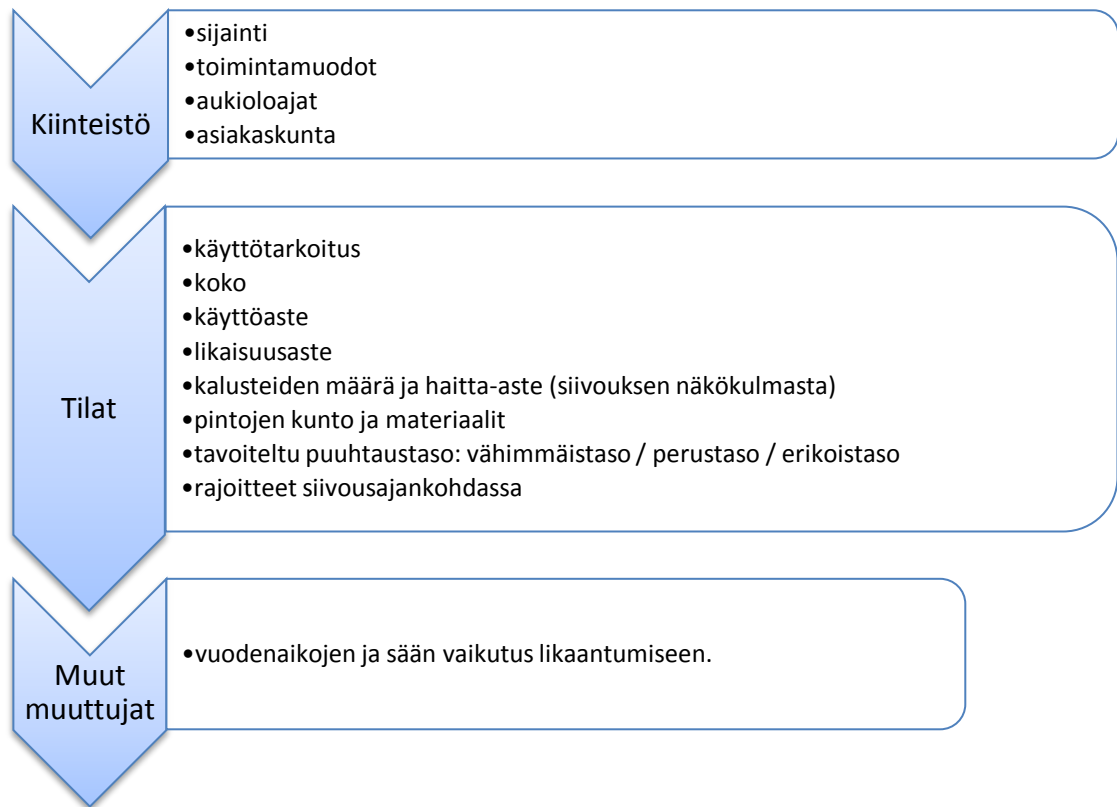 Kiinteistö
•sijainti
•toimintamuodot
•aukioloajat
•asiakaskunta
Tilat
•käyttötarkoitus
•koko
•käyttöaste
•likaisuusaste
•kalusteiden määrä ja haitta-aste (siivouksen näkökulmasta)
•pintojen kunto ja materiaalit
•tavoiteltu puuhtaustaso: vähimmäistaso / perustaso / erikoistaso
•rajoitteet siivousajankohdassa
Muut
muuttujat
•vuodenaikojen ja sään vaikutus likaantumiseen.